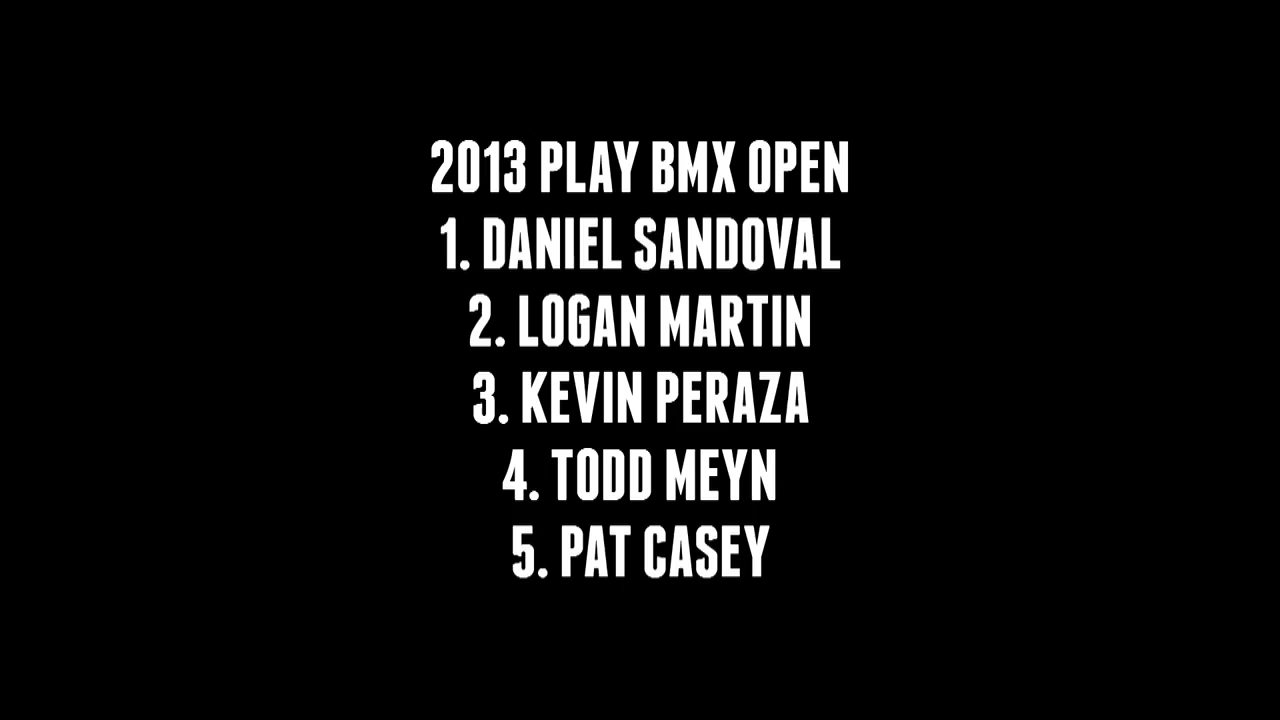 2013 PLAY BMX OPEN
1. DANIEL SANDOVAL
2. LOGAN MARTIN
3. KEVIN PERAZA
4. TODD MEYN
5. PAT CASEY